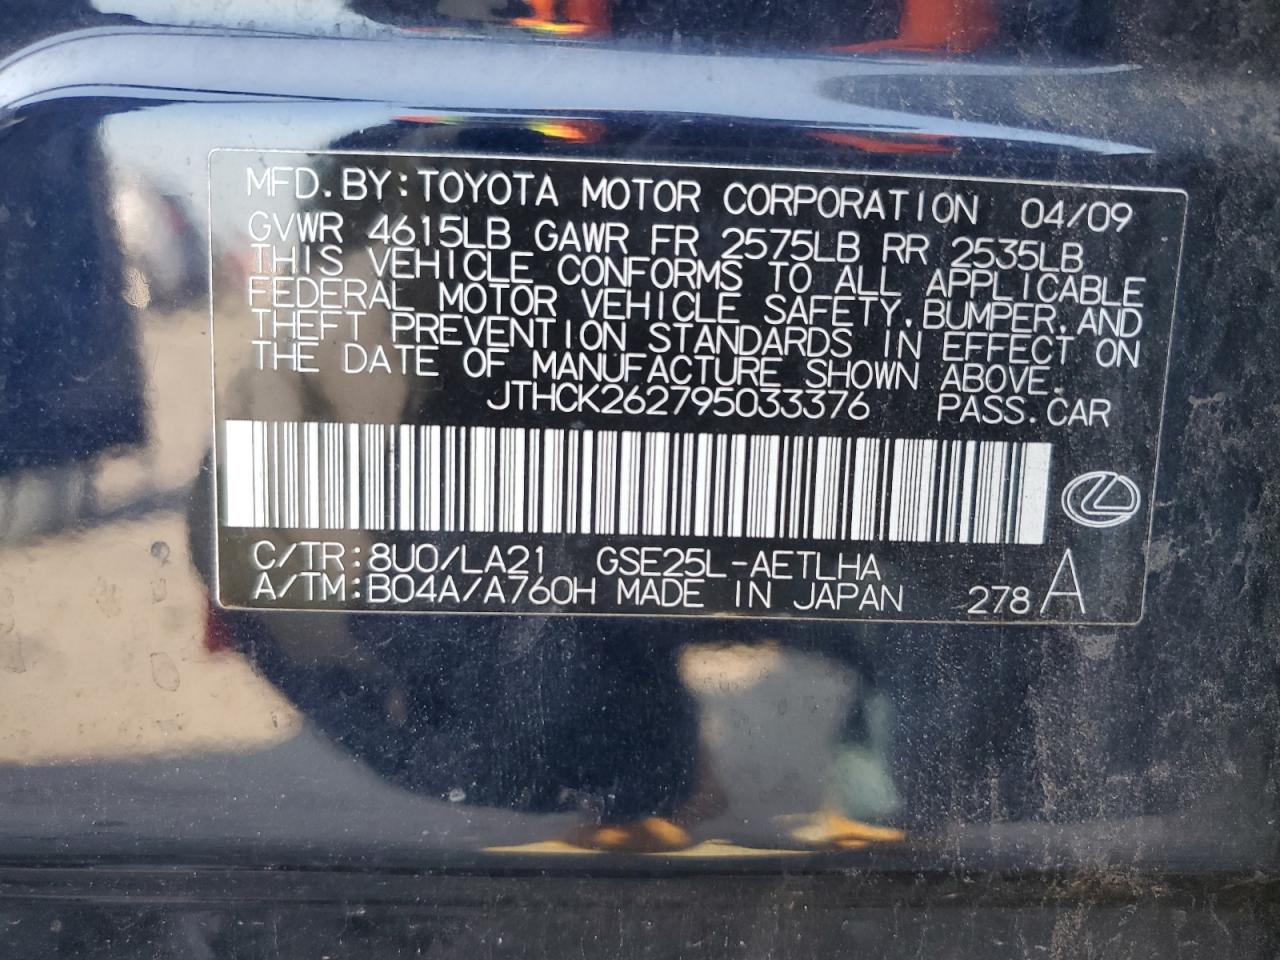 MFD.BY:TOYOTA MOTOR CORPORATION 04/09
GVWR 4615LB GAWR FR 2575LB RR 2535LB
THIS VEHICLE CONFORMS TO ALL APPLICABLE
FEDERAL MOTOR VEHICLE SAFETY,BUMPER,AND
THEFT PREVENTION STANDARDS IN EFFECT ON
THE DATE OF MANUFACTURE SHOWN ABOVE.
JTHCK262795033376 PASS.CAR
C/TR:8U0/LA21 GSE25L-AETLHA
A/TM:B04A/A760H MADE IN JAPAN 278 A